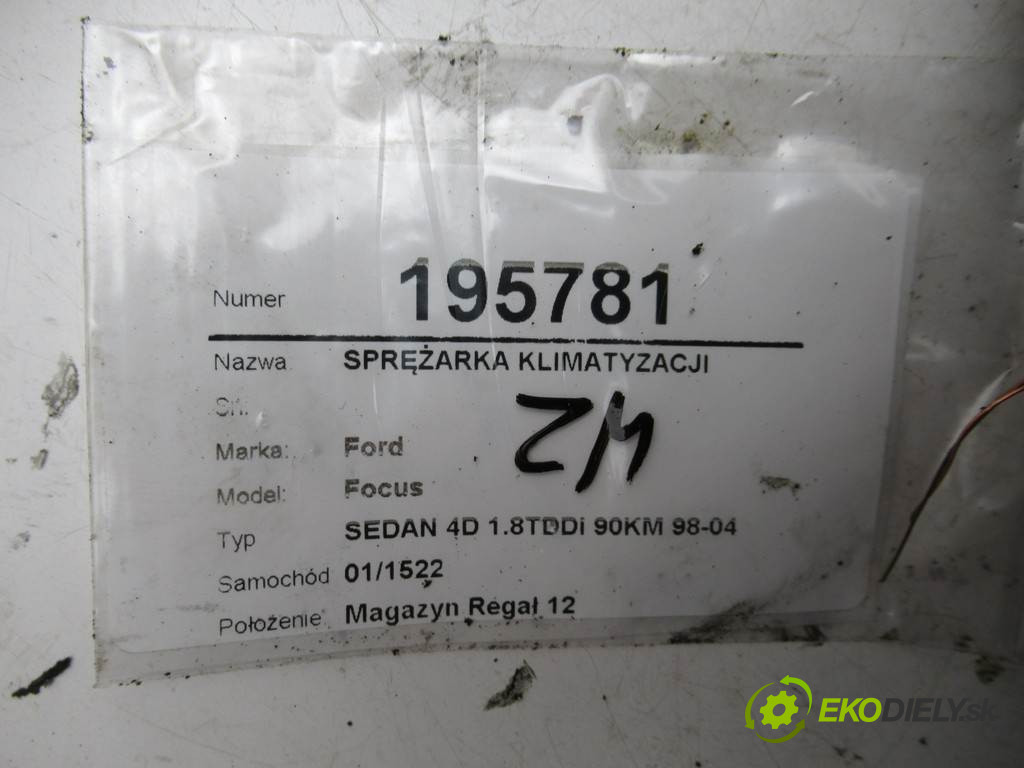 Numer 195781
Nazwa SPRĘŻARKA KLIMATYZACJI
Sn.
Marka: Ford
Model: Focus
Typ SEDAN 4D 1.8TDDi 90KM 98-04
Samochód 01/1522
Położenie Magazyn Regał 12
EKODIELY.sk